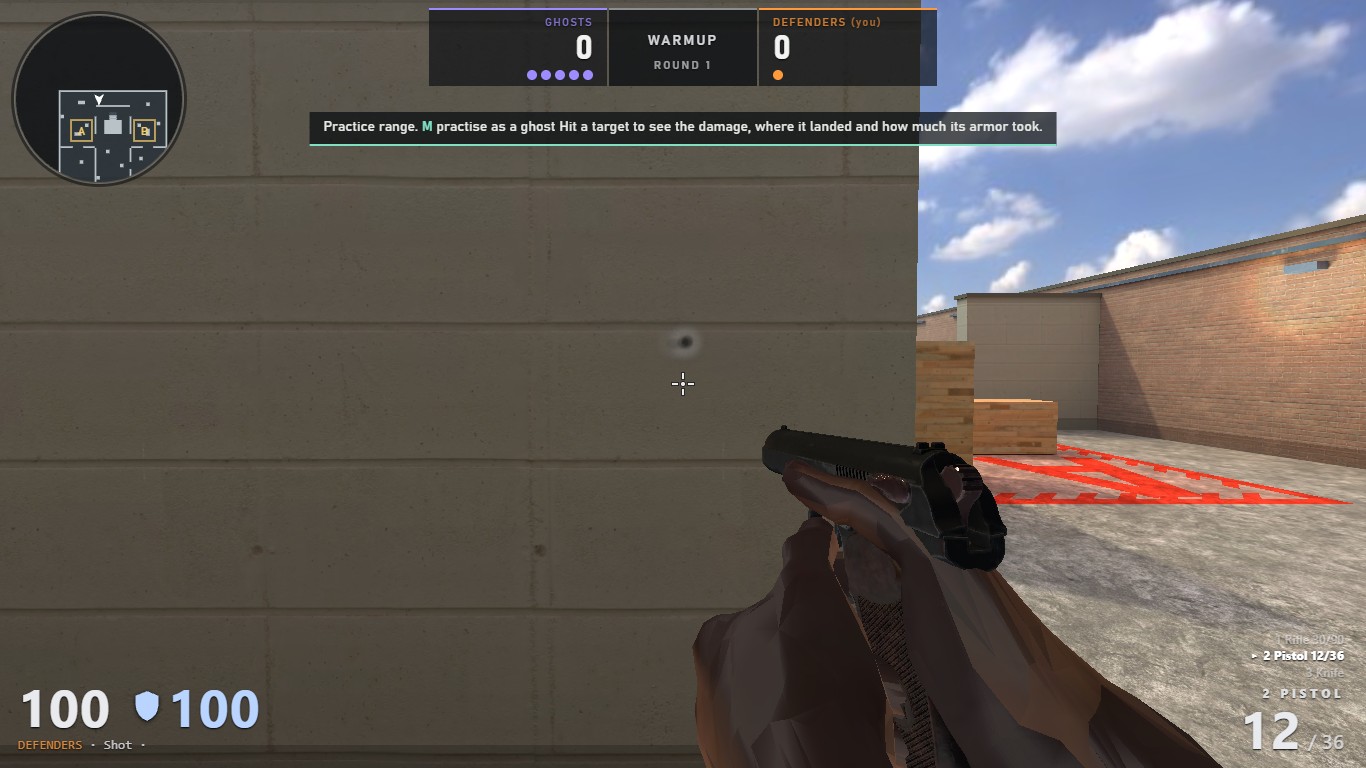 GHOSTS
0
WARMUP
ROUND 1
DEFENDERS (you)
0
Practice range. M practise as a ghost Hit a target to see the damage, where it landed and how much its armor took.
A
B
1 Rifle 30/90
▸ 2 Pistol 12/36
3 Knife
2 PISTOL
12 / 36
100 100
DEFENDERS · Shot ·